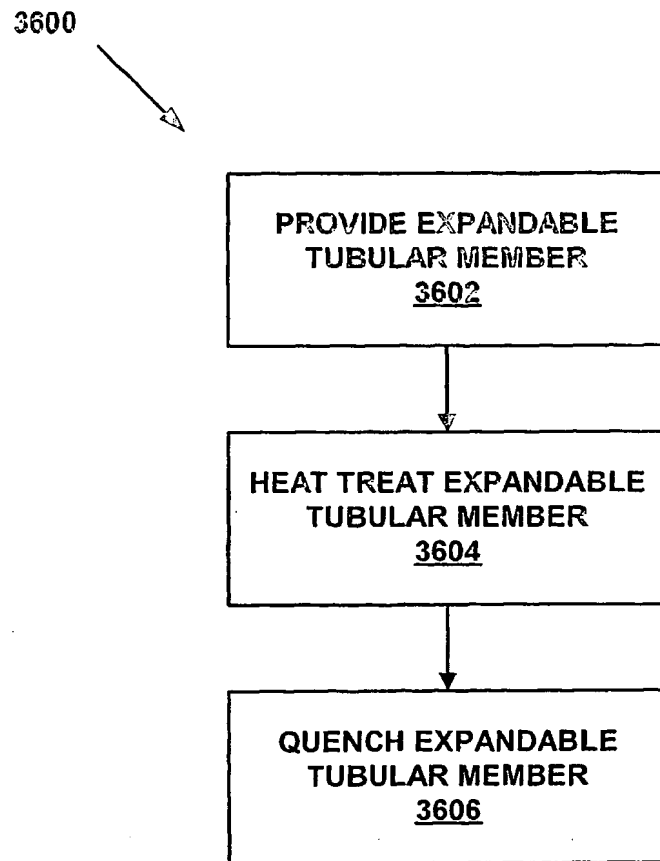 3600
PROVIDE EXPANDABLE
TUBULAR MEMBER
3602
HEAT TREAT EXPANDABLE
TUBULAR MEMBER
3604
QUENCH EXPANDABLE
TUBULAR MEMBER
3606